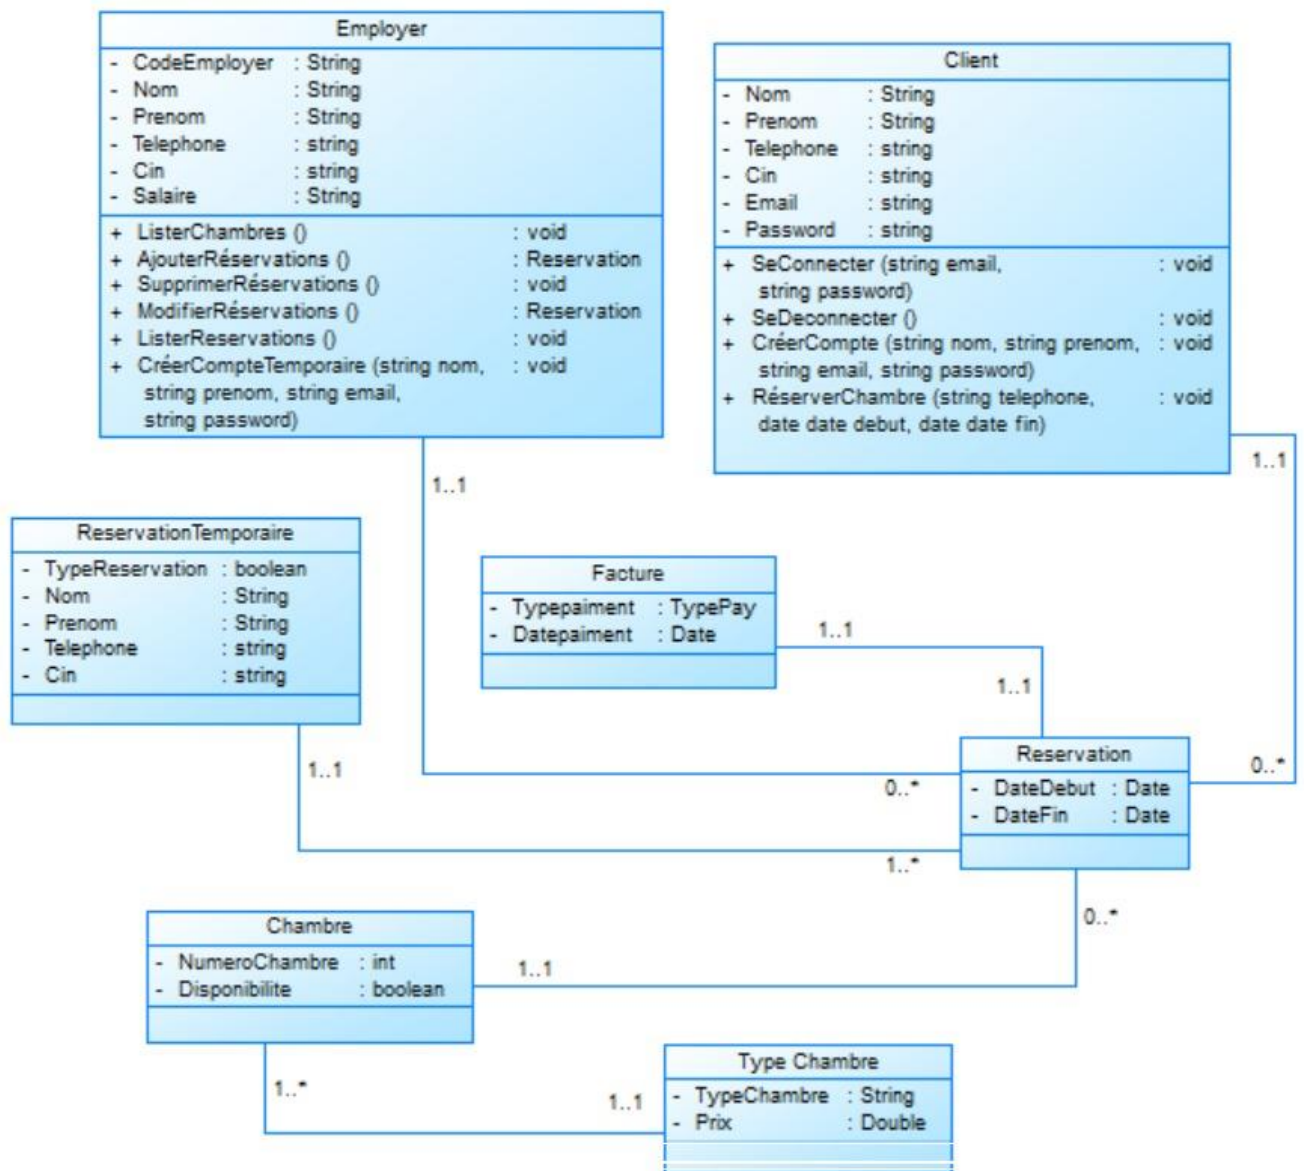 Employer
- CodeEmployer : String
- Nom : String
- Prenom : String
- Telephone : string
- Cin : string
- Salaire : String
+ ListerChambres () : void
+ AjouterRéservations () : Reservation
+ SupprimerRéservations () : void
+ ModifierRéservations () : Reservation
+ ListerReservations () : void
+ CréerCompteTemporaire (string nom, : void
string prenom, string email,
string password)
Client
- Nom : String
- Prenom : String
- Telephone : string
- Cin : string
- Email : string
- Password : string
+ SeConnecter (string email, : void
string password)
+ SeDeconnecter () : void
+ CréerCompte (string nom, string prenom, : void
string email, string password)
+ RéserverChambre (string telephone, : void
date date debut, date date fin)
1..1
1..1
ReservationTemporaire
- TypeReservation : boolean
- Nom : String
- Prenom : String
- Telephone : string
- Cin : string
Facture
- Typepaiment : TypePay
- Datepaiment : Date
1..1
1..1
1..1
0..*
0..*
1..*
Reservation
- DateDebut : Date
- DateFin : Date
0..*
Chambre
- NumeroChambre : int
- Disponibilite : boolean
1..1
1..*
1..1
Type Chambre
- TypeChambre : String
- Prix : Double